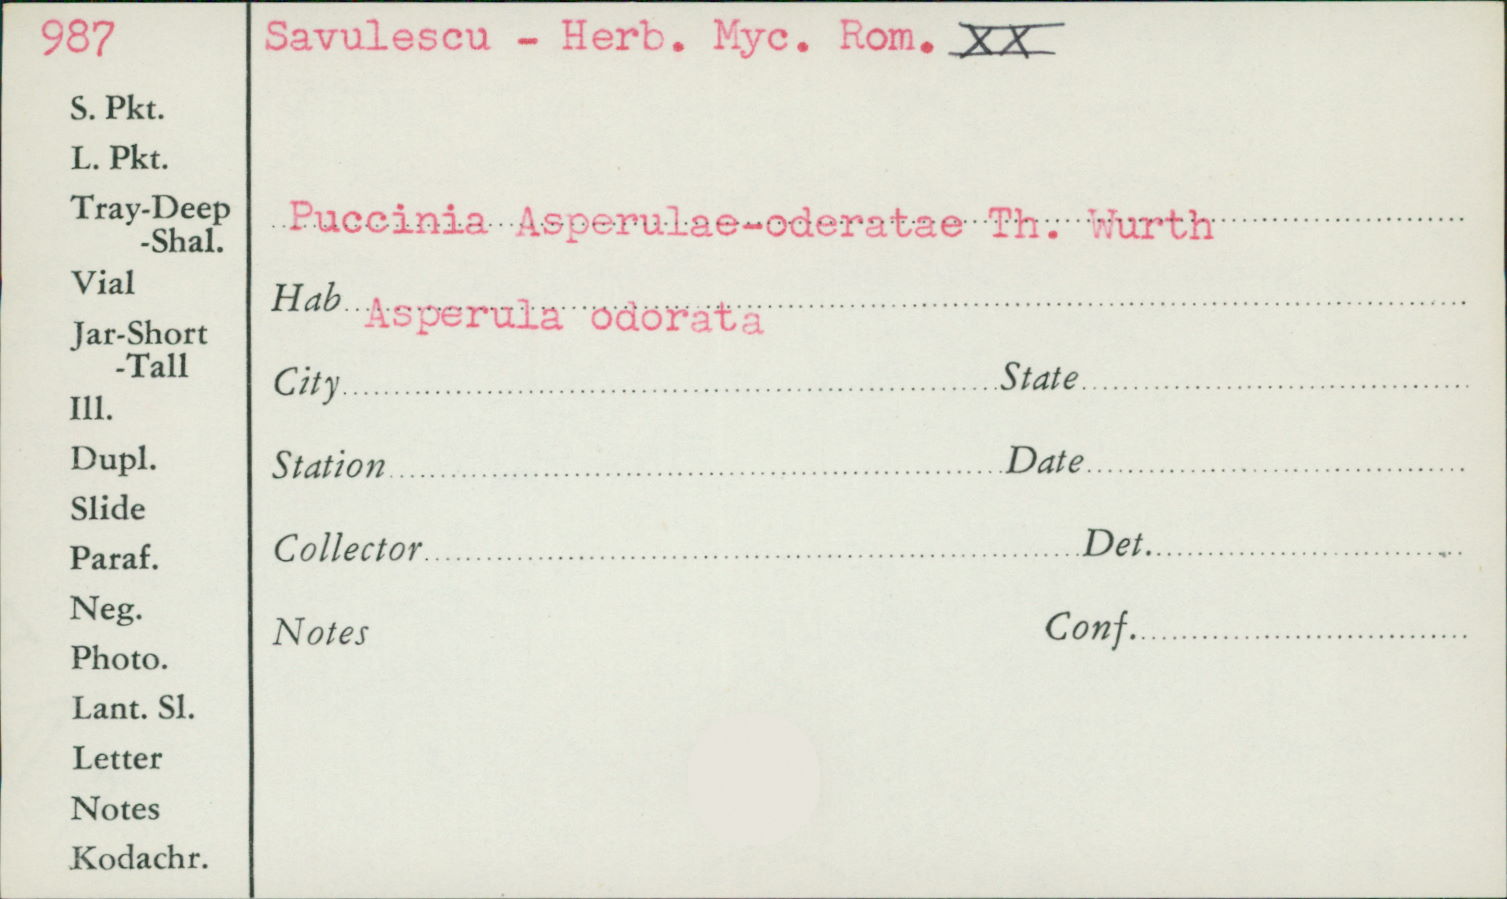 987
Savulescu - Herb. Myc. Rom. XX
S. Pkt.
L. Pkt.
Tray-Deep
-Shal.
Vial
Jar-Short
-Tall
Ill.
Dupl.
Slide
Paraf.
Neg.
Photo.
Lant. Sl.
Letter
Notes
Kodachr.
Puccinia Asperulae-oderatae Th. Wurth
Hab. Asperula odorata
City State
Station Date
Collector Det.
Notes Conf.